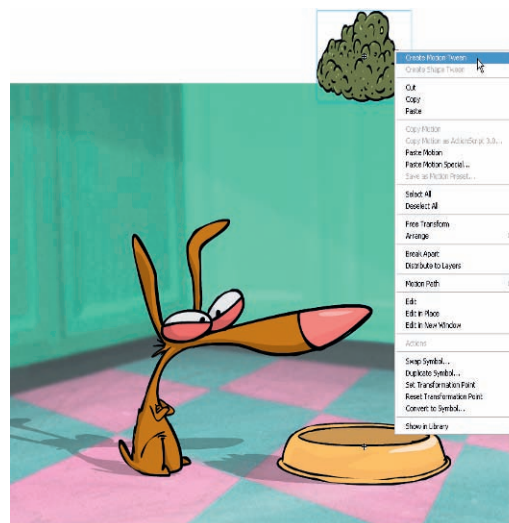 Create Motion Tween
Create Shape Tween
Cut
Copy
Paste
Copy Motion
Copy Motion as ActionScript 3.0...
Paste Motion
Paste Motion Special...
Save as Motion Preset...
Select All
Deselect All
Free Transform
Arrange
Break Apart
Distribute to Layers
Motion Path
Edit
Edit in Place
Edit in New Window
Actions
Swap Symbol...
Duplicate Symbol...
Set Transformation Point
Reset Transformation Point
Convert to Symbol...
Show in Library